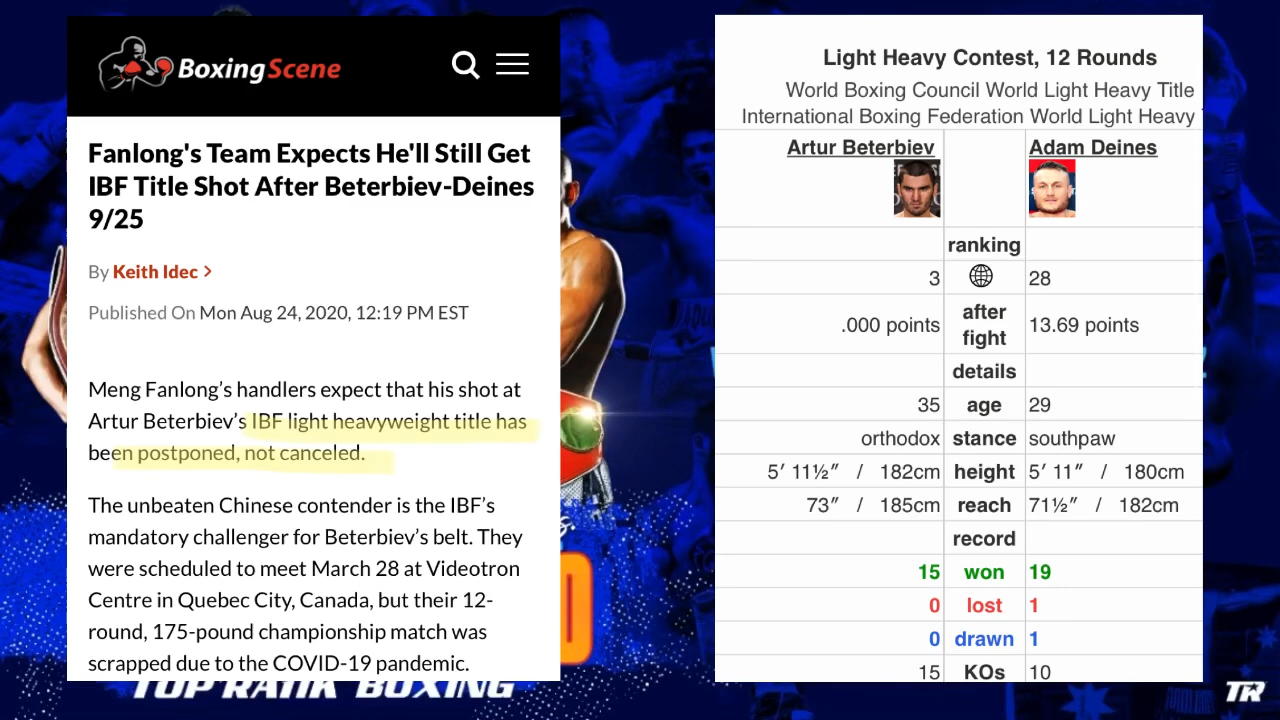 BoxingScene
Fanlong's Team Expects He'll Still Get
IBF Title Shot After Beterbiev-Deines
9/25
By Keith Idec >
Published On Mon Aug 24, 2020, 12:19 PM EST
Meng Fanlong’s handlers expect that his shot at
Artur Beterbiev’s IBF light heavyweight title has
been postponed, not canceled.
The unbeaten Chinese contender is the IBF’s
mandatory challenger for Beterbiev’s belt. They
were scheduled to meet March 28 at Videotron
Centre in Quebec City, Canada, but their 12-
round, 175-pound championship match was
scrapped due to the COVID-19 pandemic.
TOP RANK BOXING
Light Heavy Contest, 12 Rounds
World Boxing Council World Light Heavy Title
International Boxing Federation World Light Heavy
Artur Beterbiev Adam Deines
ranking
3 28
.000 points after fight 13.69 points
details
35 age 29
orthodox stance southpaw
5′ 11½″ / 182cm height 5′ 11″ / 180cm
73″ / 185cm reach 71½″ / 182cm
record
15 won 19
0 lost 1
0 drawn 1
15 KOs 10
TR